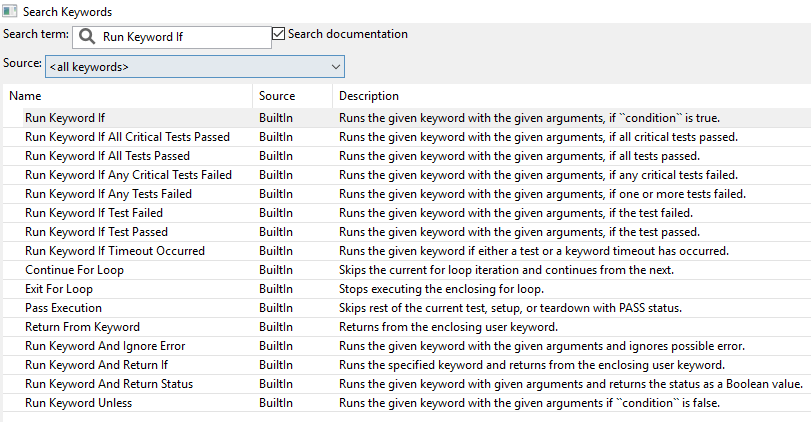 Search Keywords
Search term: Run Keyword If Search documentation
Source: <all keywords>
Name Source Description
Run Keyword If BuiltIn Runs the given keyword with the given arguments, if ``condition`` is true.
Run Keyword If All Critical Tests Passed BuiltIn Runs the given keyword with the given arguments, if all critical tests passed.
Run Keyword If All Tests Passed BuiltIn Runs the given keyword with the given arguments, if all tests passed.
Run Keyword If Any Critical Tests Failed BuiltIn Runs the given keyword with the given arguments, if any critical tests failed.
Run Keyword If Any Tests Failed BuiltIn Runs the given keyword with the given arguments, if one or more tests failed.
Run Keyword If Test Failed BuiltIn Runs the given keyword with the given arguments, if the test failed.
Run Keyword If Test Passed BuiltIn Runs the given keyword with the given arguments, if the test passed.
Run Keyword If Timeout Occurred BuiltIn Runs the given keyword if either a test or a keyword timeout has occurred.
Continue For Loop BuiltIn Skips the current for loop iteration and continues from the next.
Exit For Loop BuiltIn Stops executing the enclosing for loop.
Pass Execution BuiltIn Skips rest of the current test, setup, or teardown with PASS status.
Return From Keyword BuiltIn Returns from the enclosing user keyword.
Run Keyword And Ignore Error BuiltIn Runs the given keyword with the given arguments and ignores possible error.
Run Keyword And Return If BuiltIn Runs the specified keyword and returns from the enclosing user keyword.
Run Keyword And Return Status BuiltIn Runs the given keyword with given arguments and returns the status as a Boolean value.
Run Keyword Unless BuiltIn Runs the given keyword with the given arguments if ``condition`` is false.